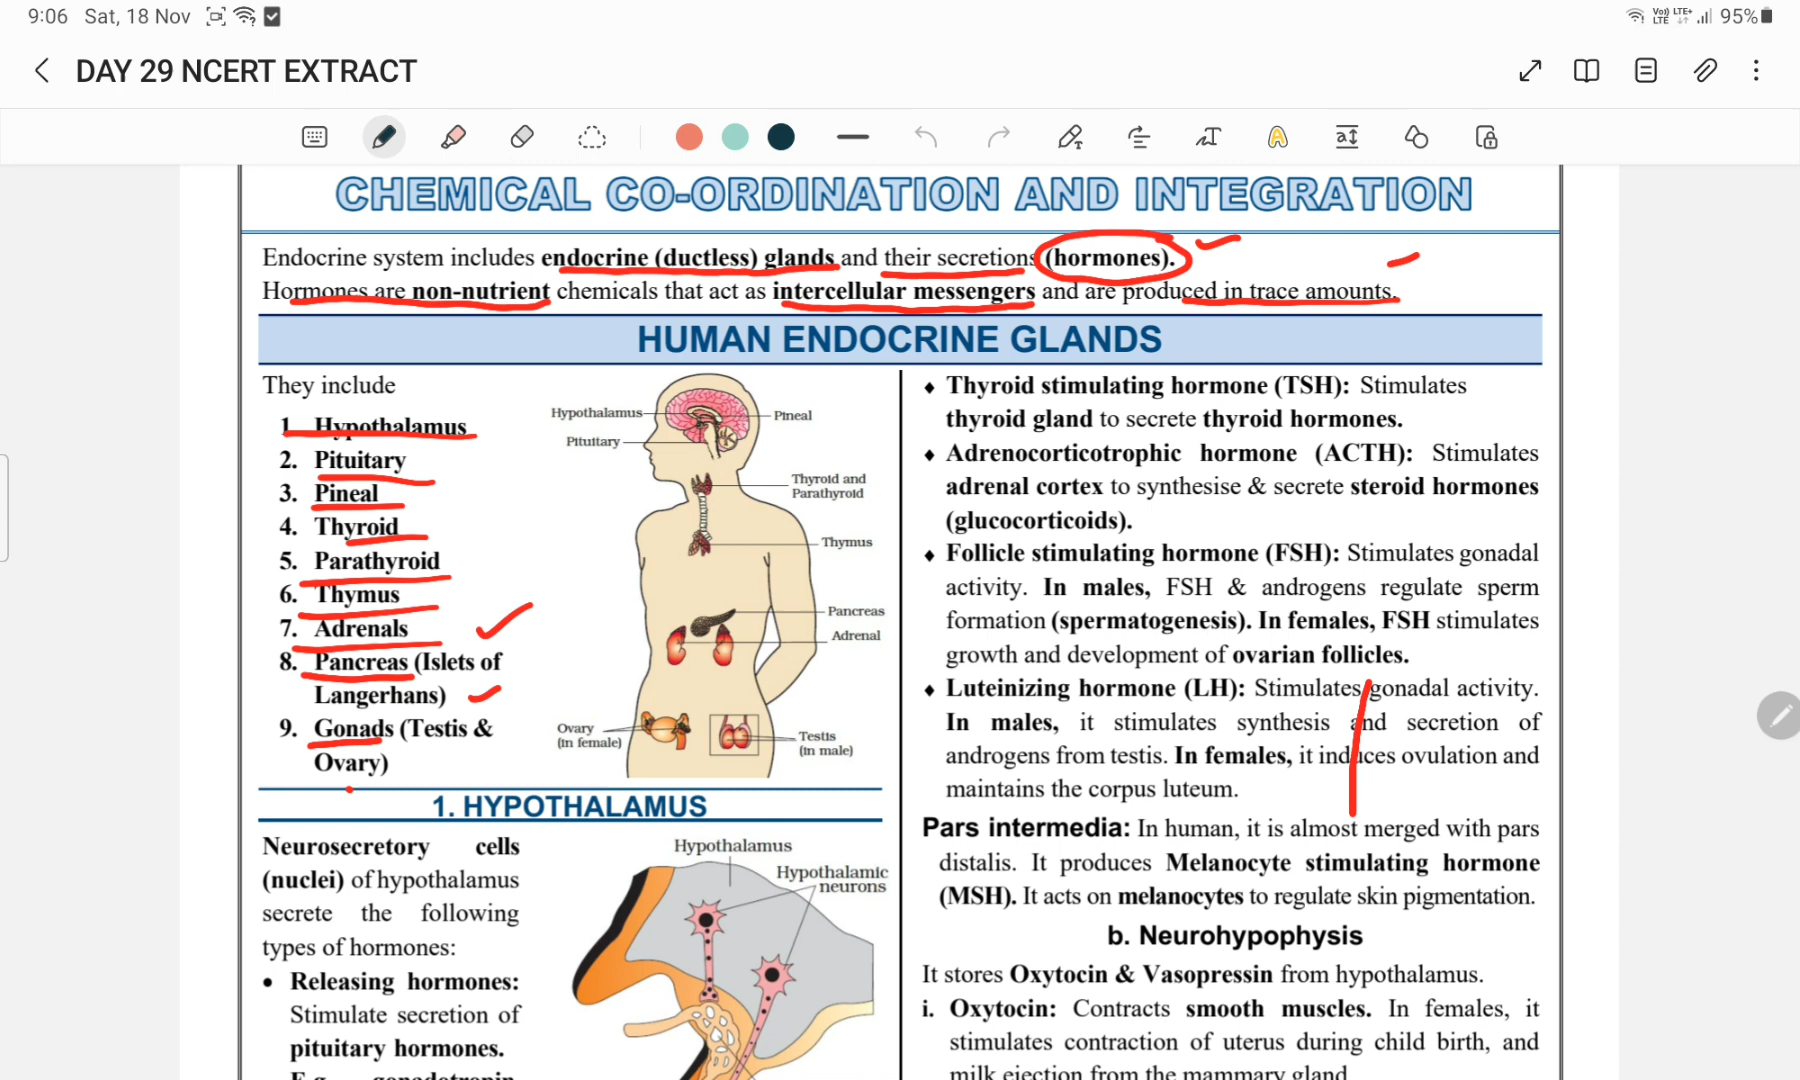 9:06 Sat, 18 Nov
Vo) LTE+
LTE
95%
DAY 29 NCERT EXTRACT
CHEMICAL CO-ORDINATION AND INTEGRATION
Endocrine system includes endocrine (ductless) glands and their secretions (hormones).
Hormones are non-nutrient chemicals that act as intercellular messengers and are produced in trace amounts.
HUMAN ENDOCRINE GLANDS
They include
1. Hypothalamus
2. Pituitary
3. Pineal
4. Thyroid
5. Parathyroid
6. Thymus
7. Adrenals
8. Pancreas (Islets of
Langerhans)
9. Gonads (Testis &
Ovary)
Hypothalamus
Pineal
Pituitary
Thyroid and
Parathyroid
Thymus
Pancreas
Adrenal
Ovary
(in female)
Testis
(in male)
1. HYPOTHALAMUS
Neurosecretory cells
(nuclei) of hypothalamus
secrete the following
types of hormones:
• Releasing hormones:
Stimulate secretion of
pituitary hormones.
E.g. gonadotropin
Hypothalamus
Hypothalamic
neurons
♦ Thyroid stimulating hormone (TSH): Stimulates
thyroid gland to secrete thyroid hormones.
♦ Adrenocorticotrophic hormone (ACTH): Stimulates
adrenal cortex to synthesise & secrete steroid hormones
(glucocorticoids).
♦ Follicle stimulating hormone (FSH): Stimulates gonadal
activity. In males, FSH & androgens regulate sperm
formation (spermatogenesis). In females, FSH stimulates
growth and development of ovarian follicles.
♦ Luteinizing hormone (LH): Stimulates gonadal activity.
In males, it stimulates synthesis and secretion of
androgens from testis. In females, it induces ovulation and
maintains the corpus luteum.
Pars intermedia: In human, it is almost merged with pars
distalis. It produces Melanocyte stimulating hormone
(MSH). It acts on melanocytes to regulate skin pigmentation.
b. Neurohypophysis
It stores Oxytocin & Vasopressin from hypothalamus.
i. Oxytocin: Contracts smooth muscles. In females, it
stimulates contraction of uterus during child birth, and
milk ejection from the mammary gland